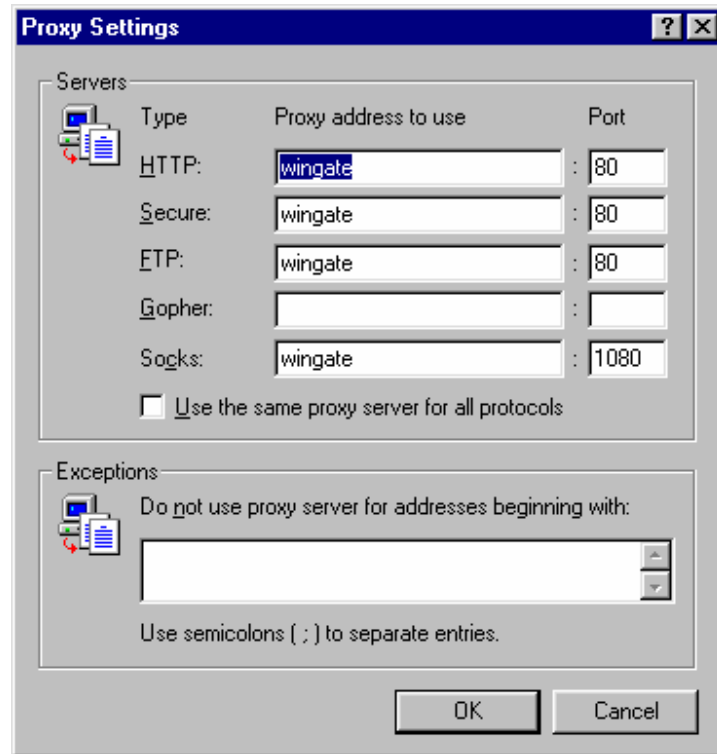 Proxy Settings
Servers
Type Proxy address to use Port
HTTP: wingate : 80
Secure: wingate : 80
FTP: wingate : 80
Gopher: :
Socks: wingate : 1080
Use the same proxy server for all protocols
Exceptions
Do not use proxy server for addresses beginning with:
Use semicolons ( ; ) to separate entries.
OK Cancel